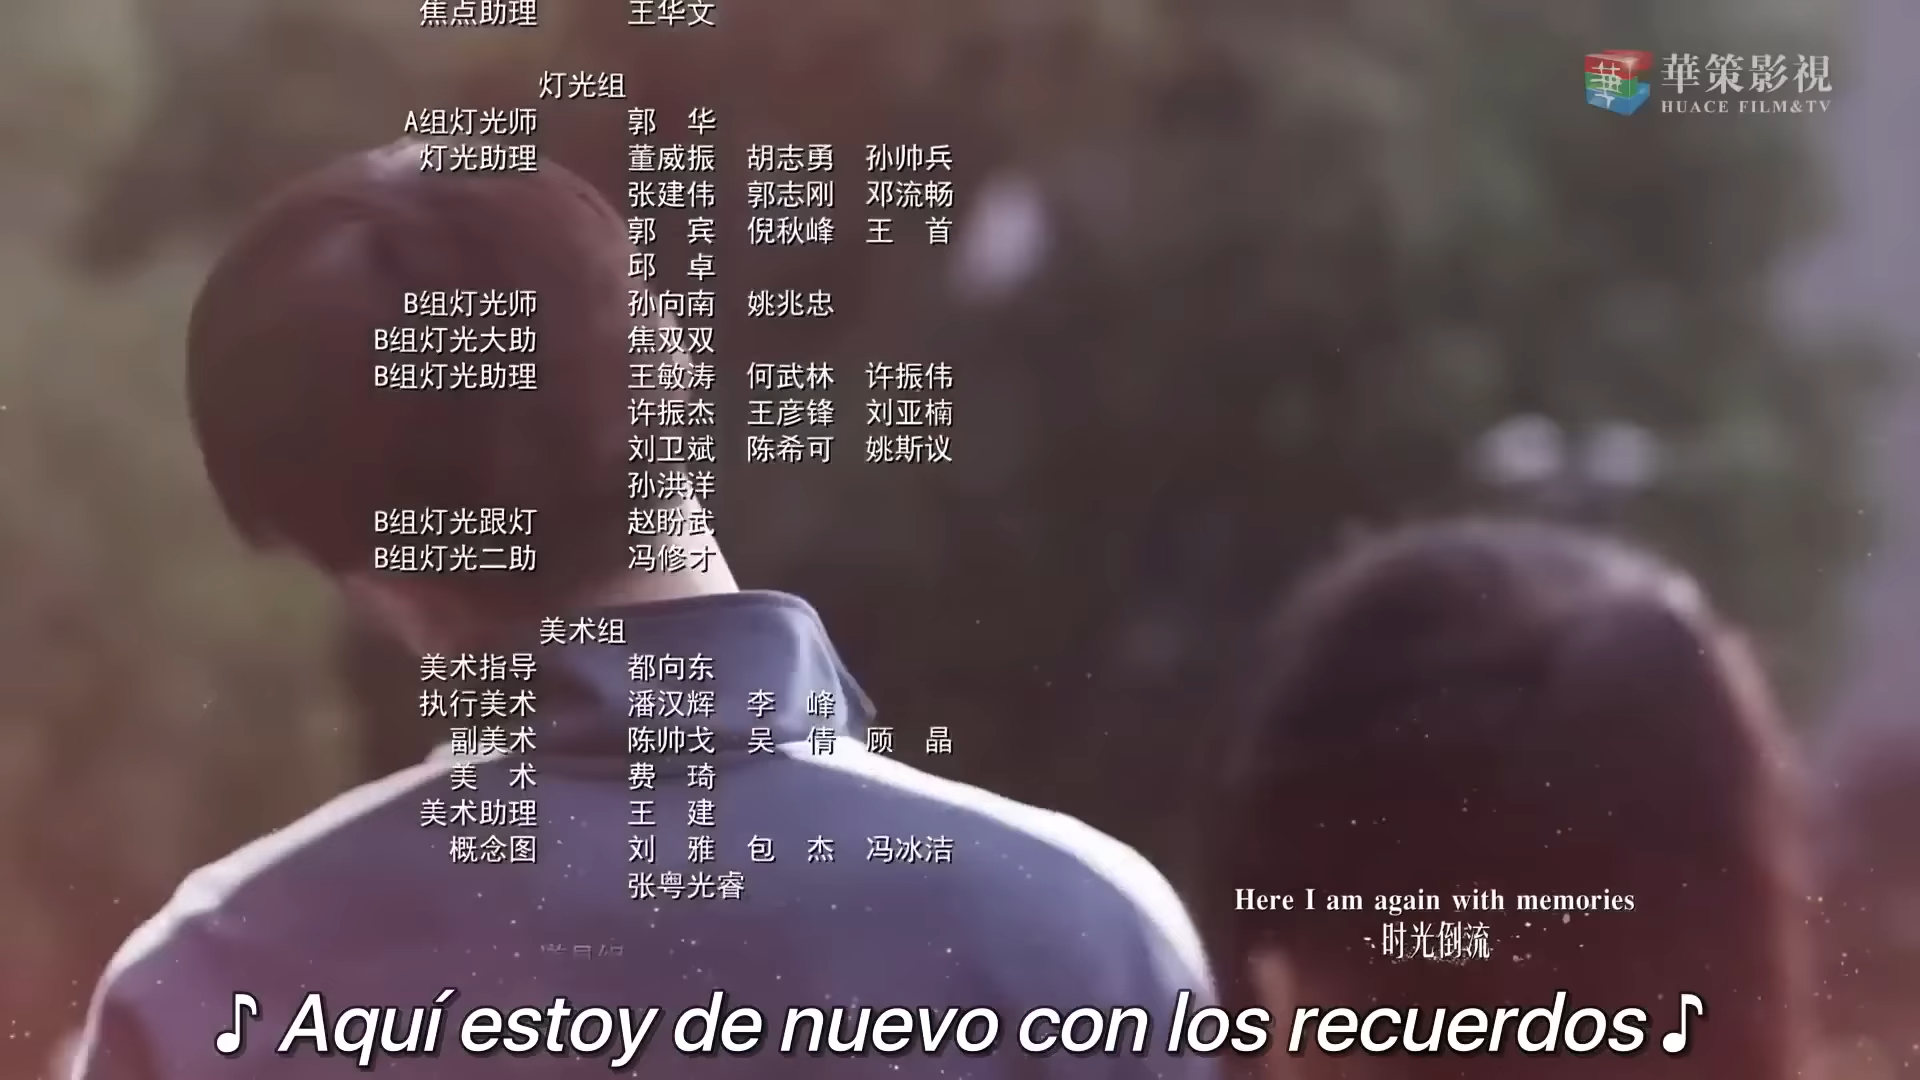 焦点助理 王华文
華策影視
HUACE FILM&TV
灯光组
A组灯光师 郭 华
灯光助理 董威振 胡志勇 孙帅兵
张建伟 郭志刚 邓流畅
郭 宾 倪秋峰 王 首
邱 卓
B组灯光师 孙向南 姚兆忠
B组灯光大助 焦双双
B组灯光助理 王敏涛 何武林 许振伟
许振杰 王彦锋 刘亚楠
刘卫斌 陈希可 姚斯议
孙洪洋
B组灯光跟灯 赵盼武
B组灯光二助 冯修才
美术组
美术指导 都向东
执行美术 潘汉辉 李 峰
副美术 陈帅戈 吴 倩 顾 晶
美 术 费 琦
美术助理 王 建
概念图 刘 雅 包 杰 冯冰洁
张粤光睿
Here I am again with memories
时光倒流
♪ Aquí estoy de nuevo con los recuerdos ♪